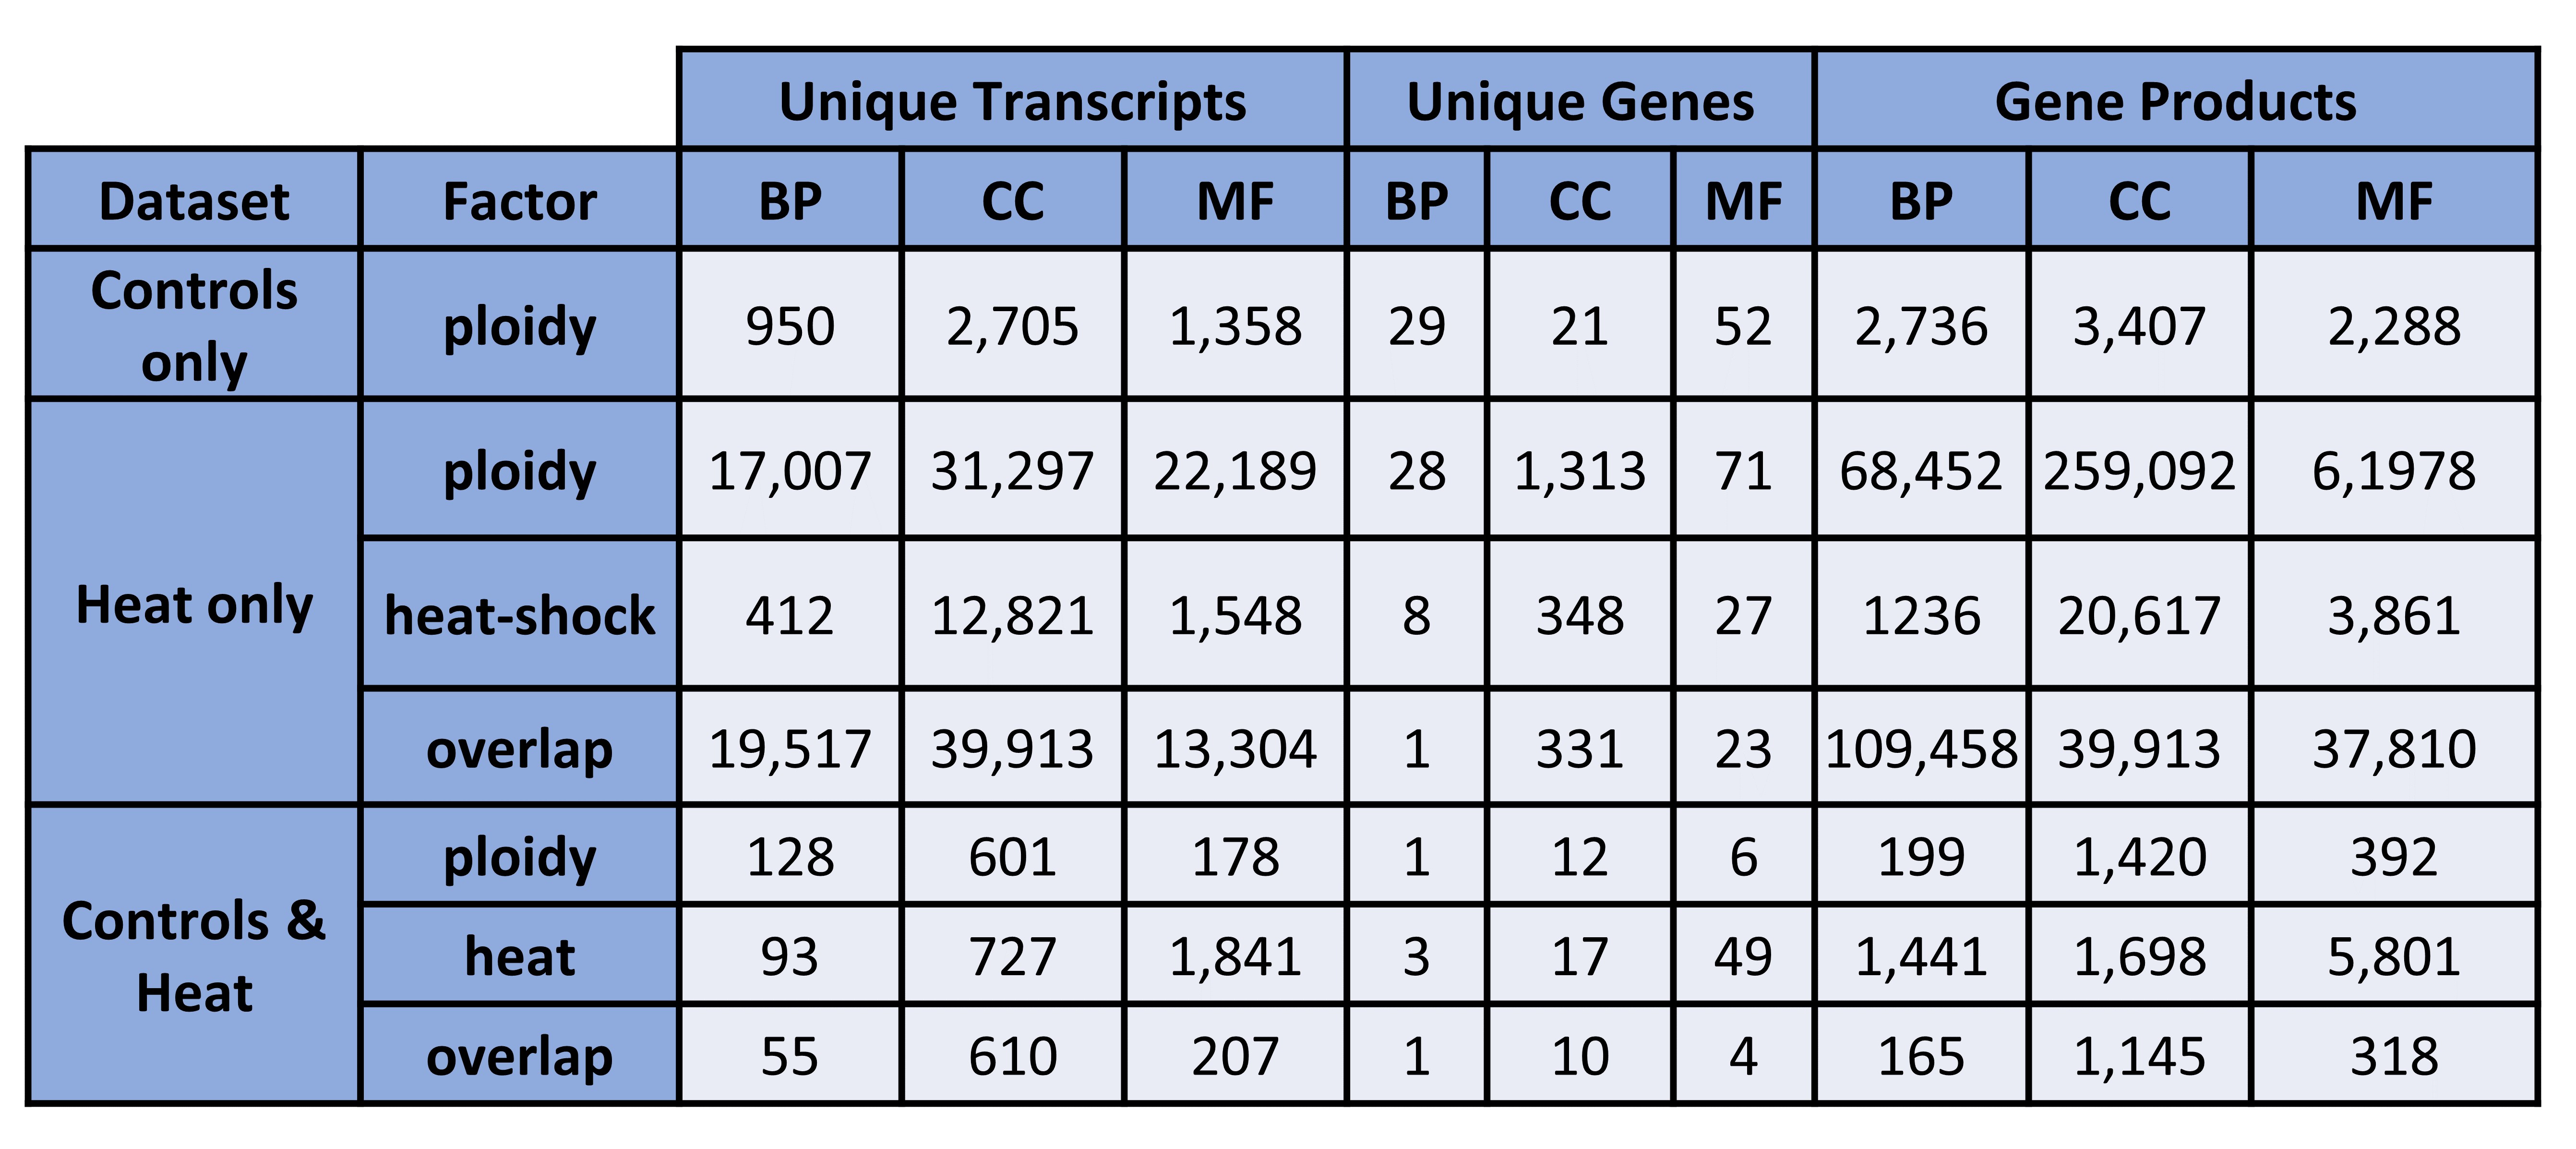 Unique Transcripts Unique Genes Gene Products
Dataset Factor BP CC MF BP CC MF BP CC MF
Controls only ploidy 950 2,705 1,358 29 21 52 2,736 3,407 2,288
Heat only ploidy 17,007 31,297 22,189 28 1,313 71 68,452 259,092 6,1978
heat-shock 412 12,821 1,548 8 348 27 1236 20,617 3,861
overlap 19,517 39,913 13,304 1 331 23 109,458 39,913 37,810
Controls & Heat ploidy 128 601 178 1 12 6 199 1,420 392
heat 93 727 1,841 3 17 49 1,441 1,698 5,801
overlap 55 610 207 1 10 4 165 1,145 318